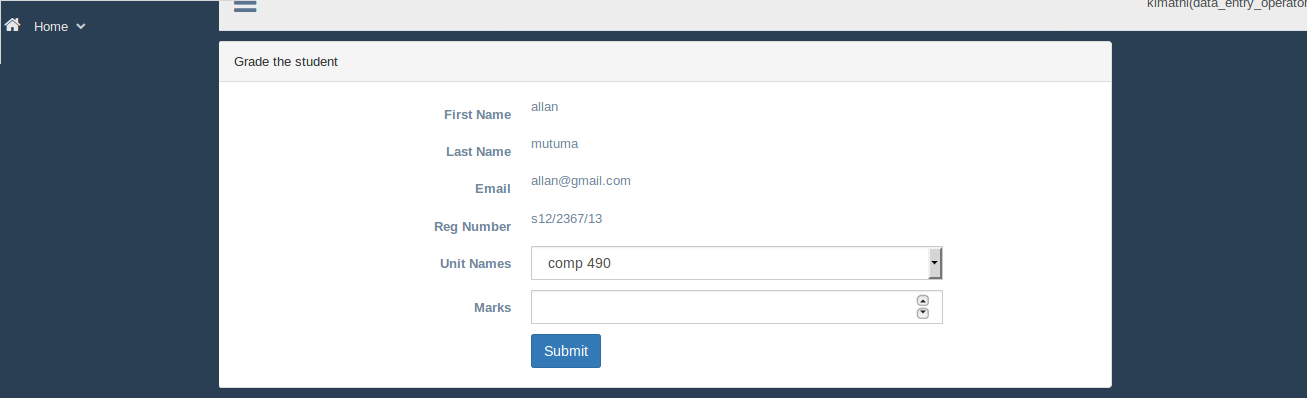 Home
kimathi(data_entry_operator
Grade the student
First Name allan
Last Name mutuma
Email allan@gmail.com
Reg Number s12/2367/13
Unit Names comp 490
Marks
Submit